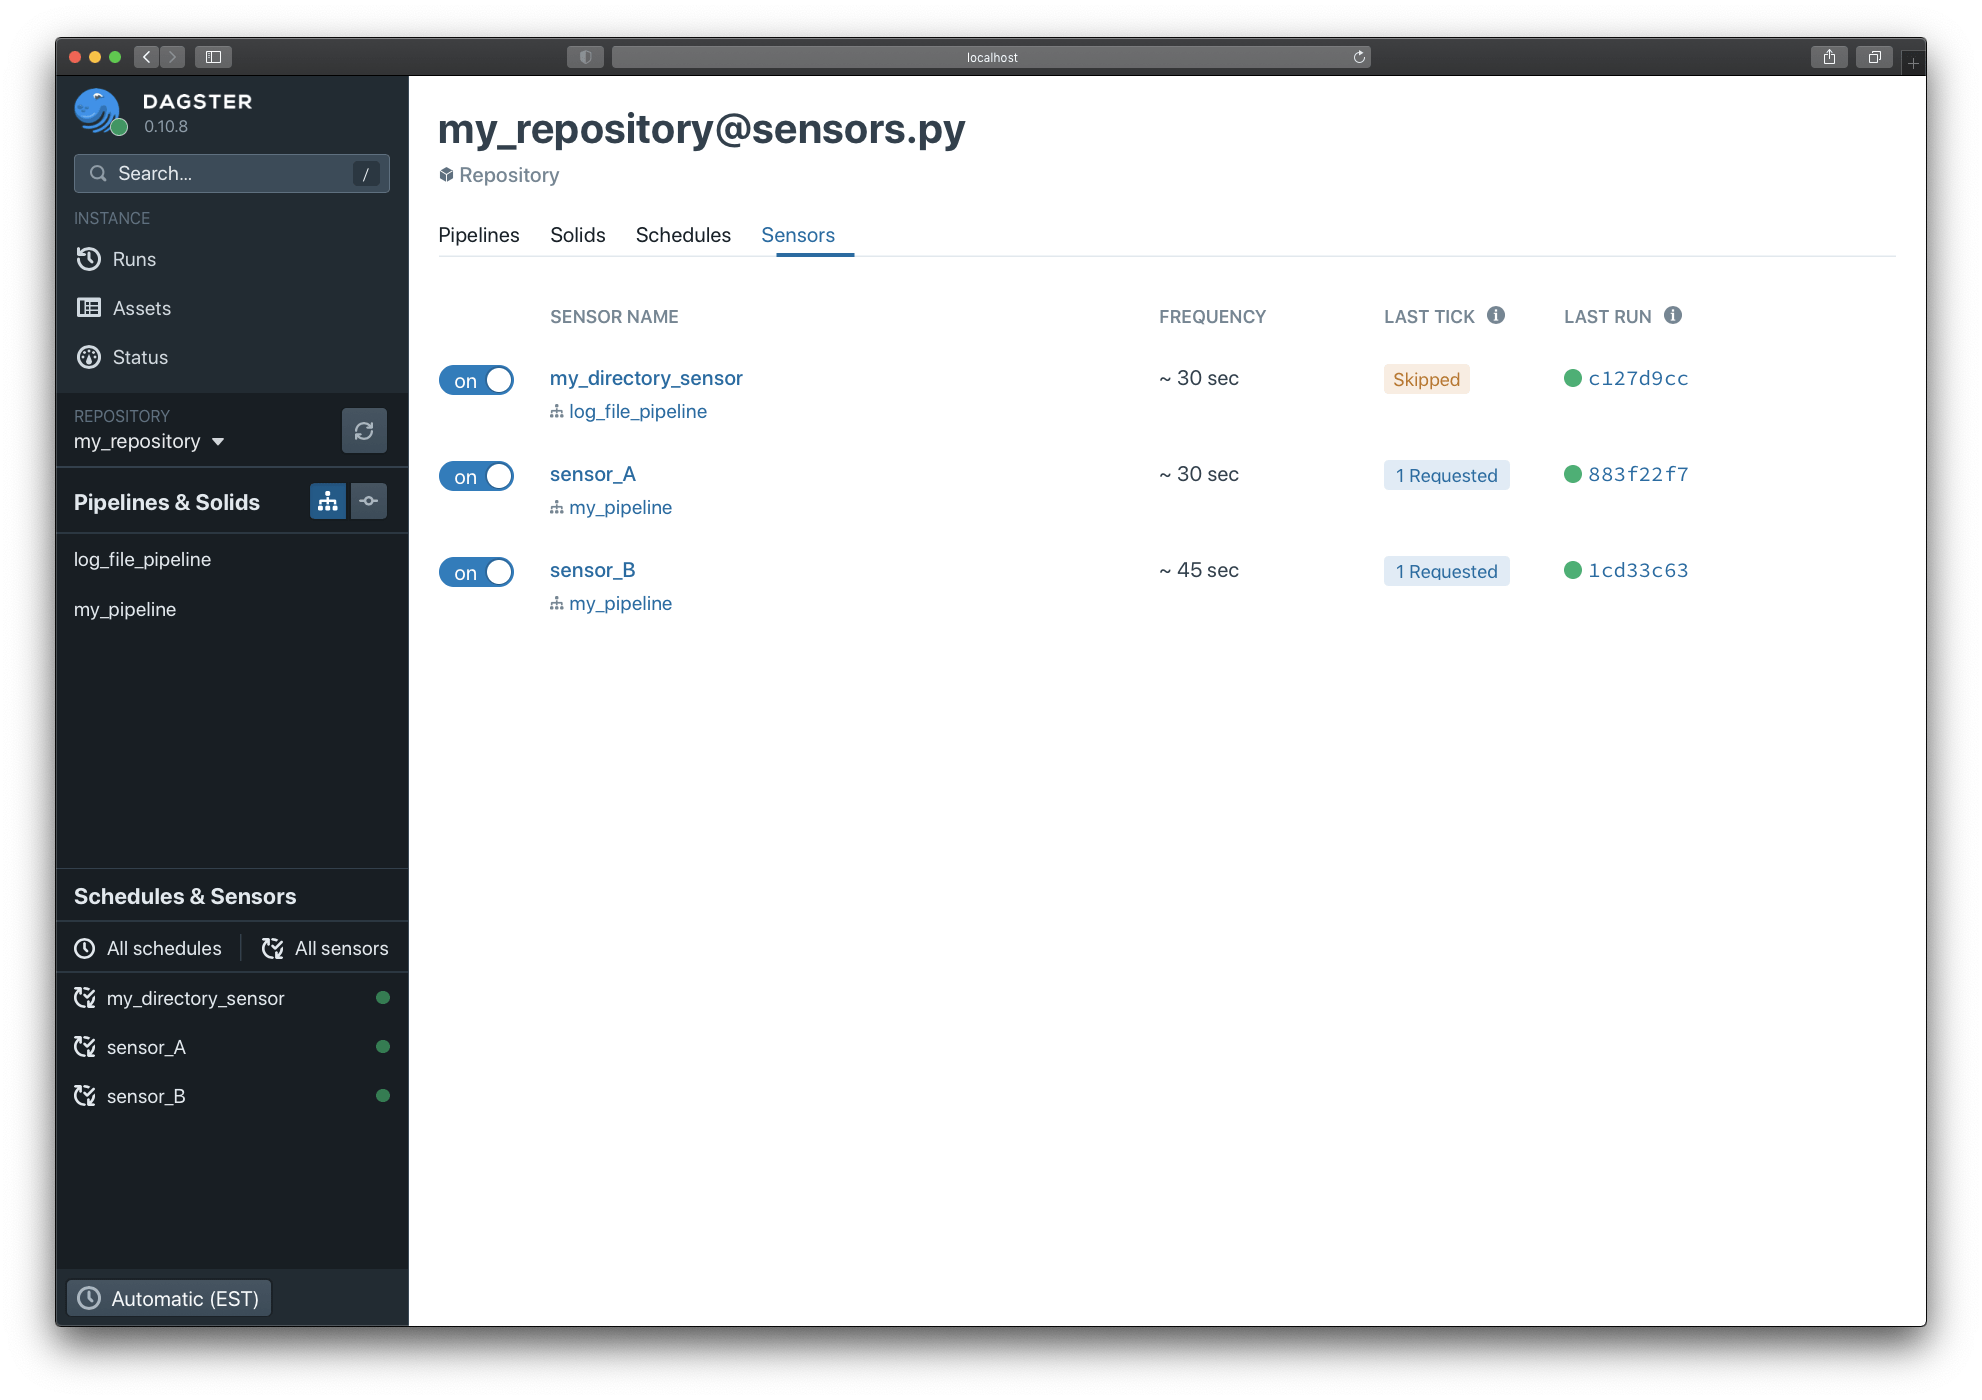 localhost
DAGSTER
0.10.8
Search... /
INSTANCE
Runs
Assets
Status
REPOSITORY
my_repository
Pipelines & Solids
log_file_pipeline
my_pipeline
Schedules & Sensors
All schedules All sensors
my_directory_sensor
sensor_A
sensor_B
Automatic (EST)
my_repository@sensors.py
Repository
Pipelines Solids Schedules Sensors
SENSOR NAME FREQUENCY LAST TICK LAST RUN
on my_directory_sensor ~ 30 sec Skipped c127d9cc
log_file_pipeline
on sensor_A ~ 30 sec 1 Requested 883f22f7
my_pipeline
on sensor_B ~ 45 sec 1 Requested 1cd33c63
my_pipeline